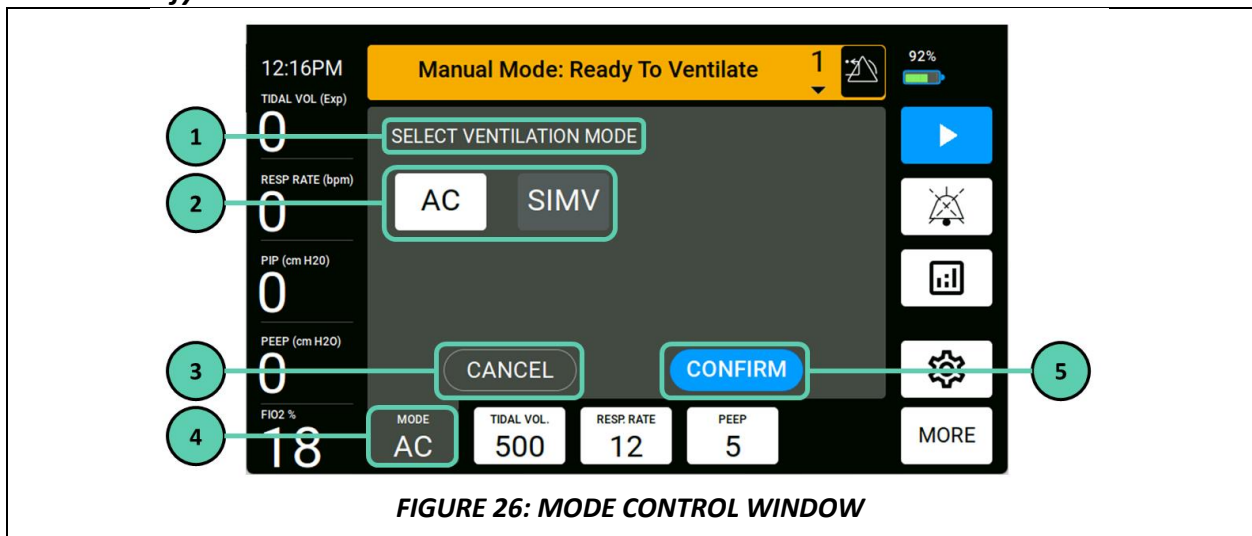 12:16PM
Manual Mode: Ready To Ventilate
1
92%
TIDAL VOL (Exp)
0
1
SELECT VENTILATION MODE
RESP RATE (bpm)
0
2
AC
SIMV
PIP (cm H20)
0
PEEP (cm H2O)
0
3
CANCEL
CONFIRM
5
FIO2 %
18
4
MODE
AC
TIDAL VOL.
500
RESP. RATE
12
PEEP
5
MORE
FIGURE 26: MODE CONTROL WINDOW